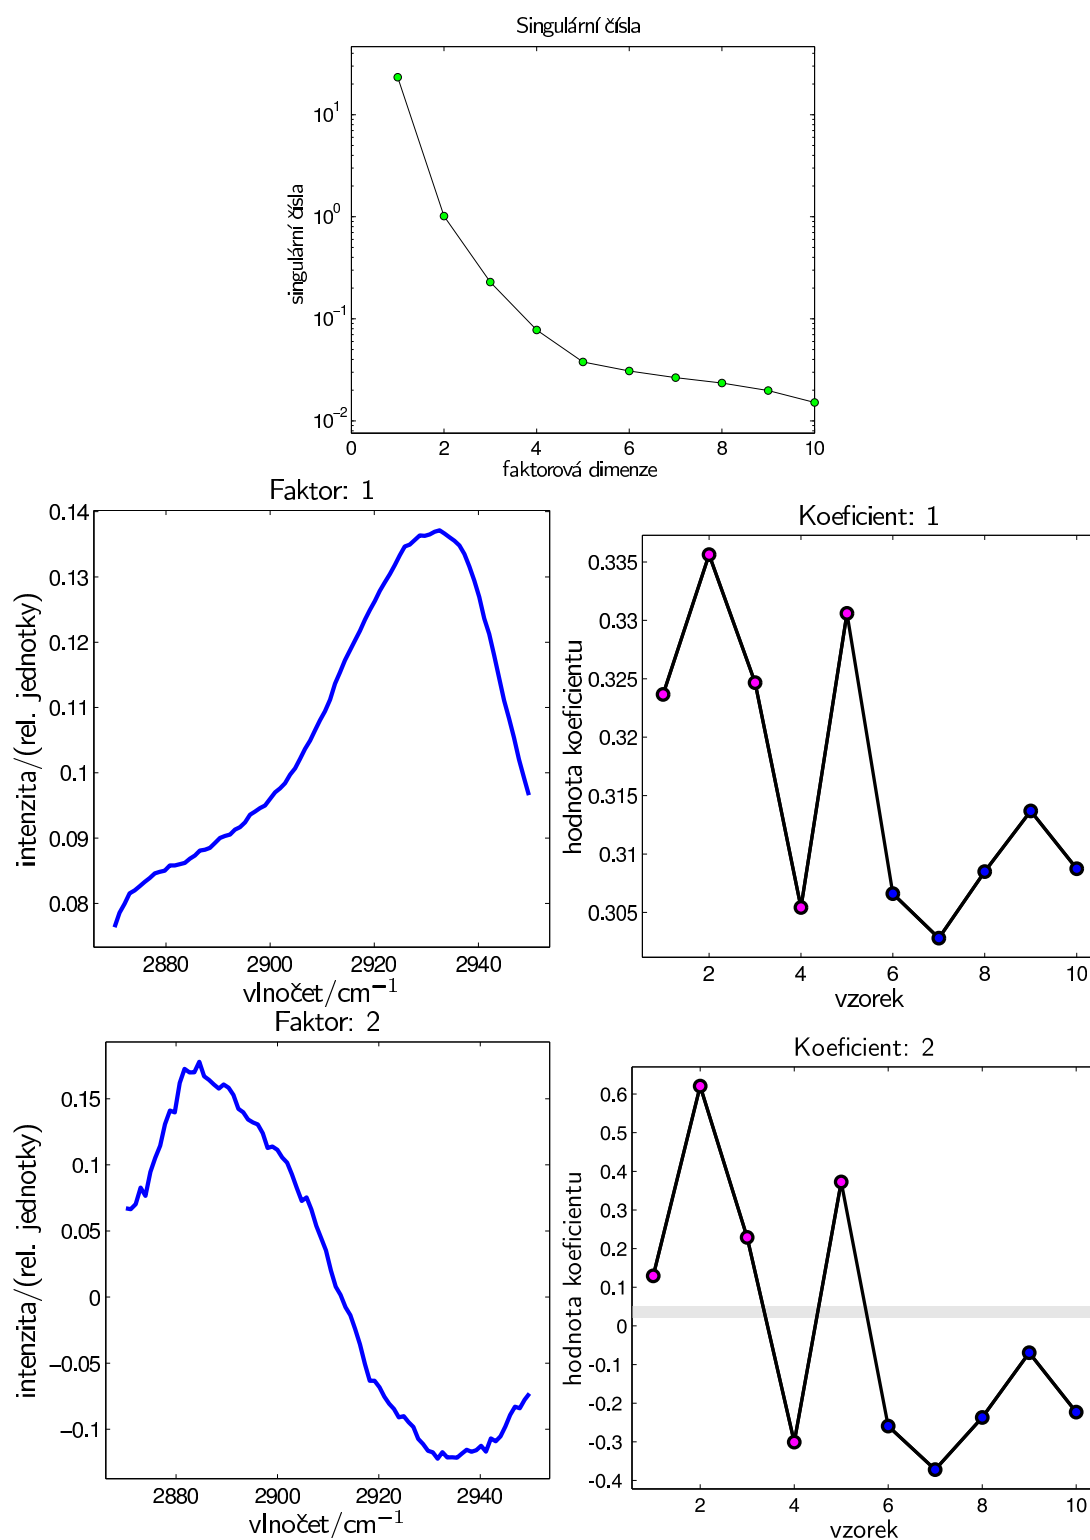 Singulární čísla
singulární čísla
10^1
10^0
10^−1
10^−2
0 2 4 6 8 10
faktorová dimenze
Faktor: 1
intenzita/(rel. jednotky)
0.14
0.13
0.12
0.11
0.1
0.09
0.08
2880 2900 2920 2940
vlnočet/cm⁻¹
Koeficient: 1
hodnota koeficientu
0.335
0.33
0.325
0.32
0.315
0.31
0.305
2 4 6 8 10
vzorek
Faktor: 2
intenzita/(rel. jednotky)
0.15
0.1
0.05
0
−0.05
−0.1
2880 2900 2920 2940
vlnočet/cm⁻¹
Koeficient: 2
hodnota koeficientu
0.6
0.5
0.4
0.3
0.2
0.1
0
-0.1
-0.2
-0.3
-0.4
2 4 6 8 10
vzorek